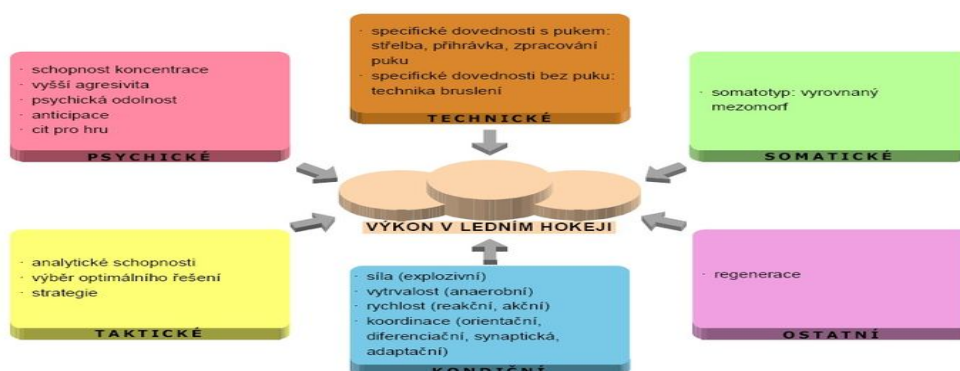 · schopnost koncentrace
· vyšší agresivita
· psychická odolnost
· anticipace
· cit pro hru
PSYCHICKÉ
· specifické dovednosti s pukem:
střelba, přihrávka, zpracování
puku
· specifické dovednosti bez puku:
technika bruslení
TECHNICKÉ
· somatotyp: vyrovnaný
mezomorf
SOMATICKÉ
VÝKON V LEDNÍM HOKEJI
· analytické schopnosti
· výběr optimálního řešení
· strategie
TAKTICKÉ
· síla (explozivní)
· vytrvalost (anaerobní)
· rychlost (reakční, akční)
· koordinace (orientační,
diferenciační, synaptická,
adaptační)
KONDIČNÍ
· regenerace
OSTATNÍ